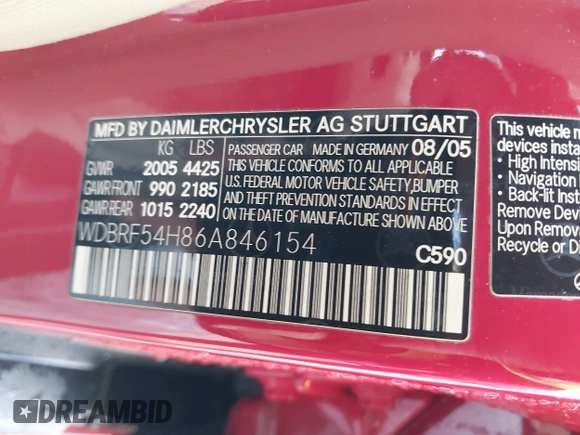 MFD BY DAIMLERCHRYSLER AG STUTTGART
KG LBS
GVWR 2005 4425
GAWR FRONT 990 2185
GAWR REAR 1015 2240
PASSENGER CAR MADE IN GERMANY 08/05
THIS VEHICLE CONFORMS TO ALL APPLICABLE
U.S. FEDERAL MOTOR VEHICLE SAFETY, BUMPER
AND THEFT PREVENTION STANDARDS IN EFFECT
ON THE DATE OF MANUFACTURE SHOWN ABOVE.
WDBRF54H86A846154
C590
This vehicle m
devices insta
• High Intensi
• Navigation
• Back-lit Inst
Remove Devi
Upon Remov
Recycle or Di
DREAMBID